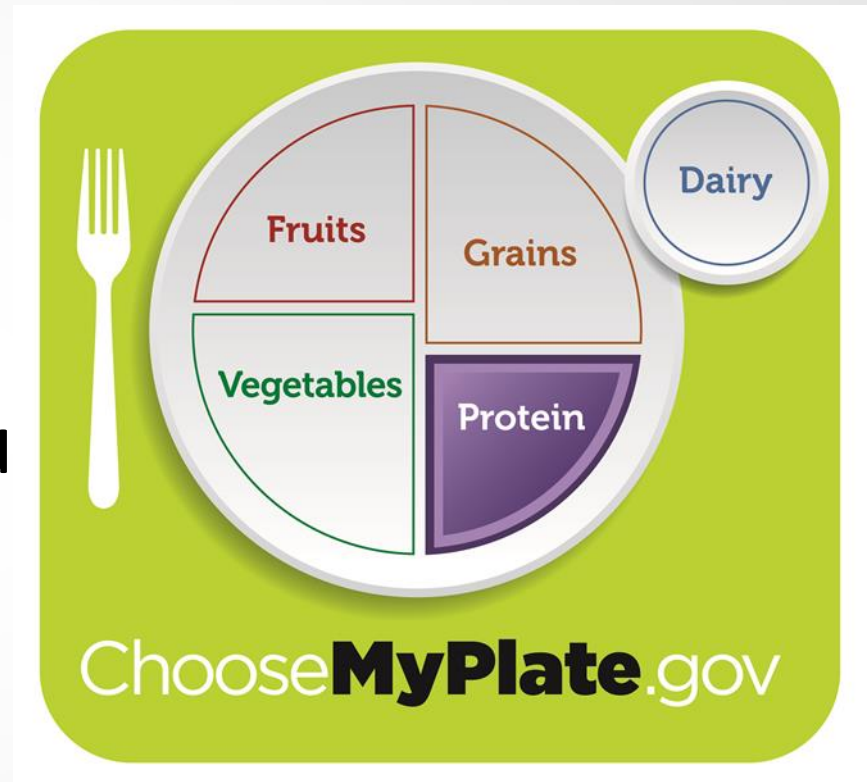 Dairy
Fruits
Grains
Vegetables
Protein
ChooseMyPlate.gov